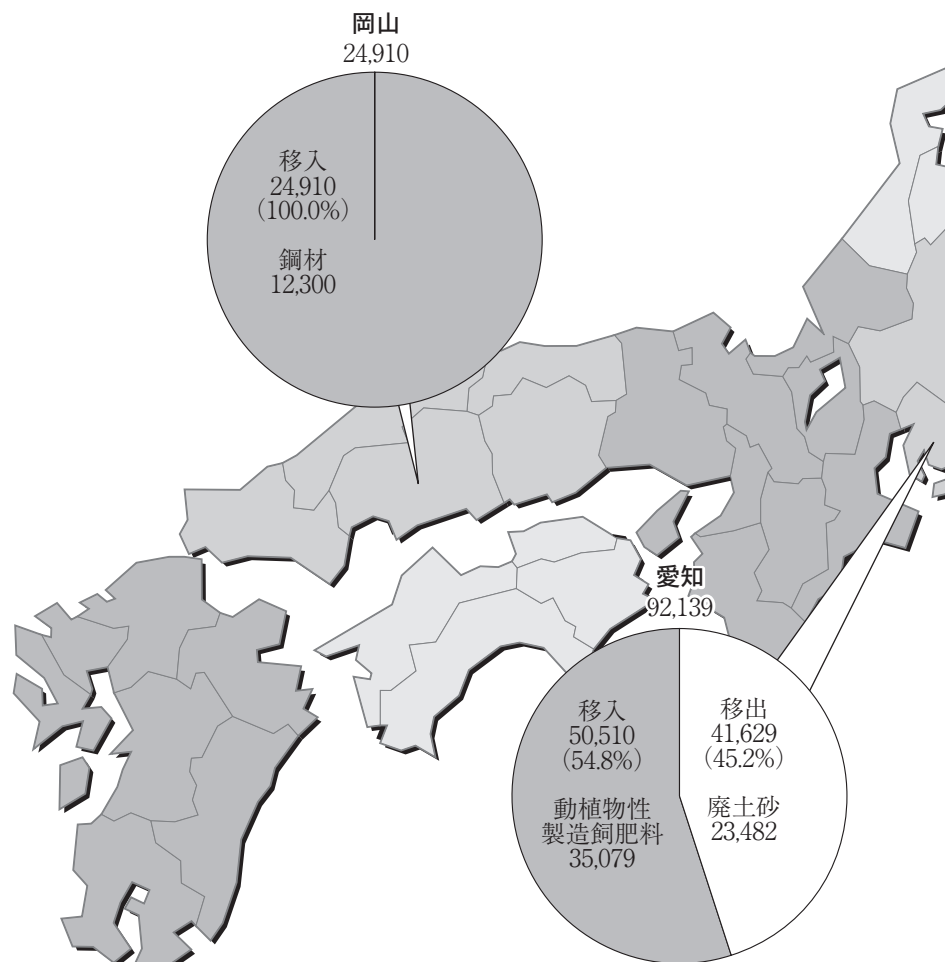 岡山
24,910
移入
24,910
(100.0%)
鋼材
12,300
愛知
92,139
移入
50,510
(54.8%)
動植物性
製造飼肥料
35,079
移出
41,629
(45.2%)
廃土砂
23,482